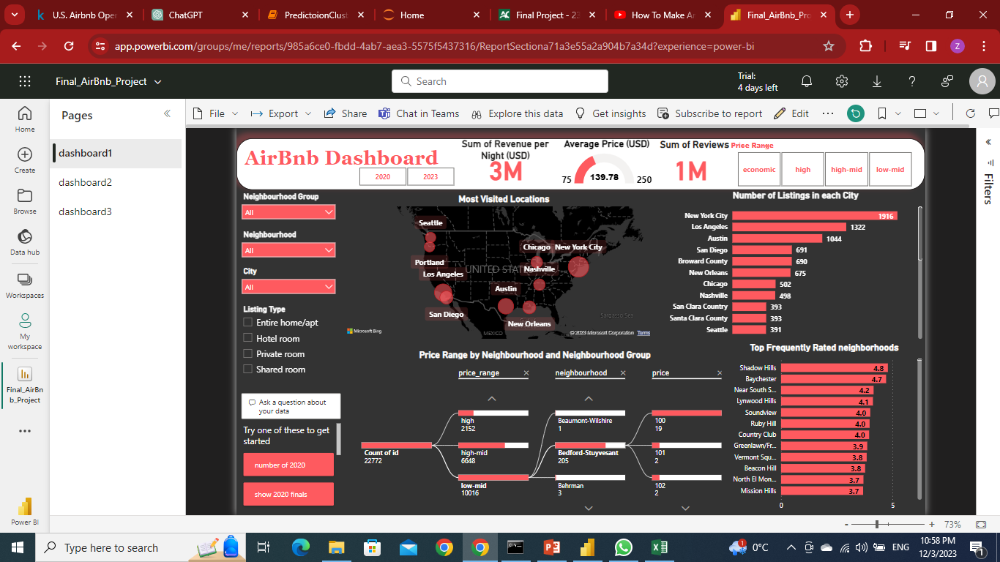 U.S. Airbnb Oper
ChatGPT
PredictoionClust
Home
Final Project - 23
How To Make An
Final_AirBnb_Pro
app.powerbi.com/groups/me/reports/985a6ce0-fbdd-4ab7-aea3-5575f5437316/ReportSectiona71a3e55a2a904b7a34d?experience=power-bi
Z
Final_AirBnb_Project
Search
Trial:
4 days left
Home
Create
Browse
Data hub
Workspaces
My
workspace
Final_AirBn
b_Project
Power BI
Pages
dashboard1
dashboard2
dashboard3
File
Export
Share
Chat in Teams
Explore this data
Get insights
Subscribe to report
Edit
Filters
AirBnb Dashboard
2020
2023
Sum of Revenue per
Night (USD)
3M
Average Price (USD)
75
139.78
250
Sum of Reviews
1M
Price Range
economic
high
high-mid
low-mid
Neighbourhood Group
All
Neighbourhood
All
City
All
Listing Type
Entire home/apt
Hotel room
Private room
Shared room
Ask a question about
your data
Try one of these to get
started
number of 2020
show 2020 finals
Most Visited Locations
Seattle
Portland
Los Angeles
San Diego
UNITED STAT
Chicago
New York City
Nashville
Austin
New Orleans
Sargasso Sea
MEXICO
Microsoft Bing
© 2023 Microsoft Corporation Terms
Number of Listings in each City
New York City 1916
Los Angeles 1322
Austin 1044
San Diego 691
Broward County 690
New Orleans 675
Chicago 502
Nashville 498
San Clara Country 393
Santa Clara County 393
Seattle 391
Price Range by Neighbourhood and Neighbourhood Group
price_range
neighbourhood
price
Count of id
22772
high
2152
high-mid
6648
low-mid
10016
Beaumont-Wilshire
1
Bedford-Stuyvesant
205
Behrman
3
100
19
101
2
102
2
Top Frequently Rated neighborhoods
Shadow Hills 4.8
Baychester 4.7
Near South S... 4.2
Lynwood Hills 4.1
Soundview 4.0
Ruby Hill 4.0
Country Club 4.0
Greenlawn/Fr... 3.9
Vermont Squ... 3.8
Beacon Hill 3.8
North El Mon... 3.7
Mission Hills 3.7
0
5
73%
Type here to search
1
0°C
ENG
10:58 PM
12/3/2023
1